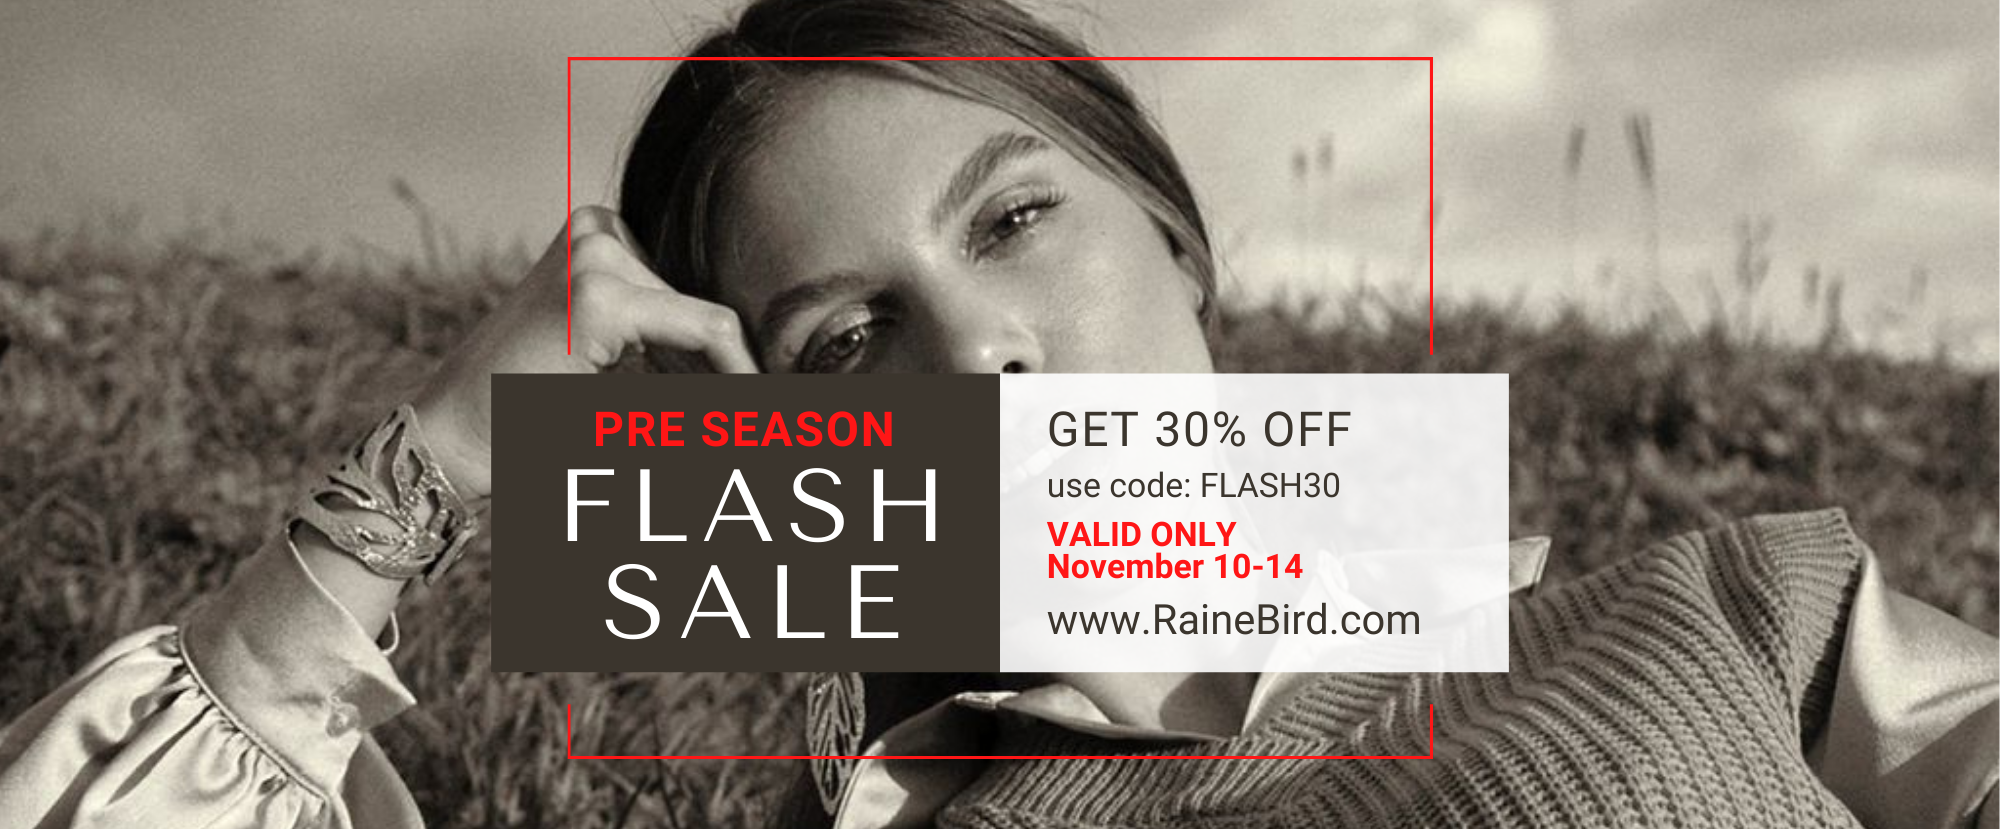 PRE SEASON
FLASH
SALE
GET 30% OFF
use code: FLASH30
VALID ONLY
November 10-14
www.RaineBird.com